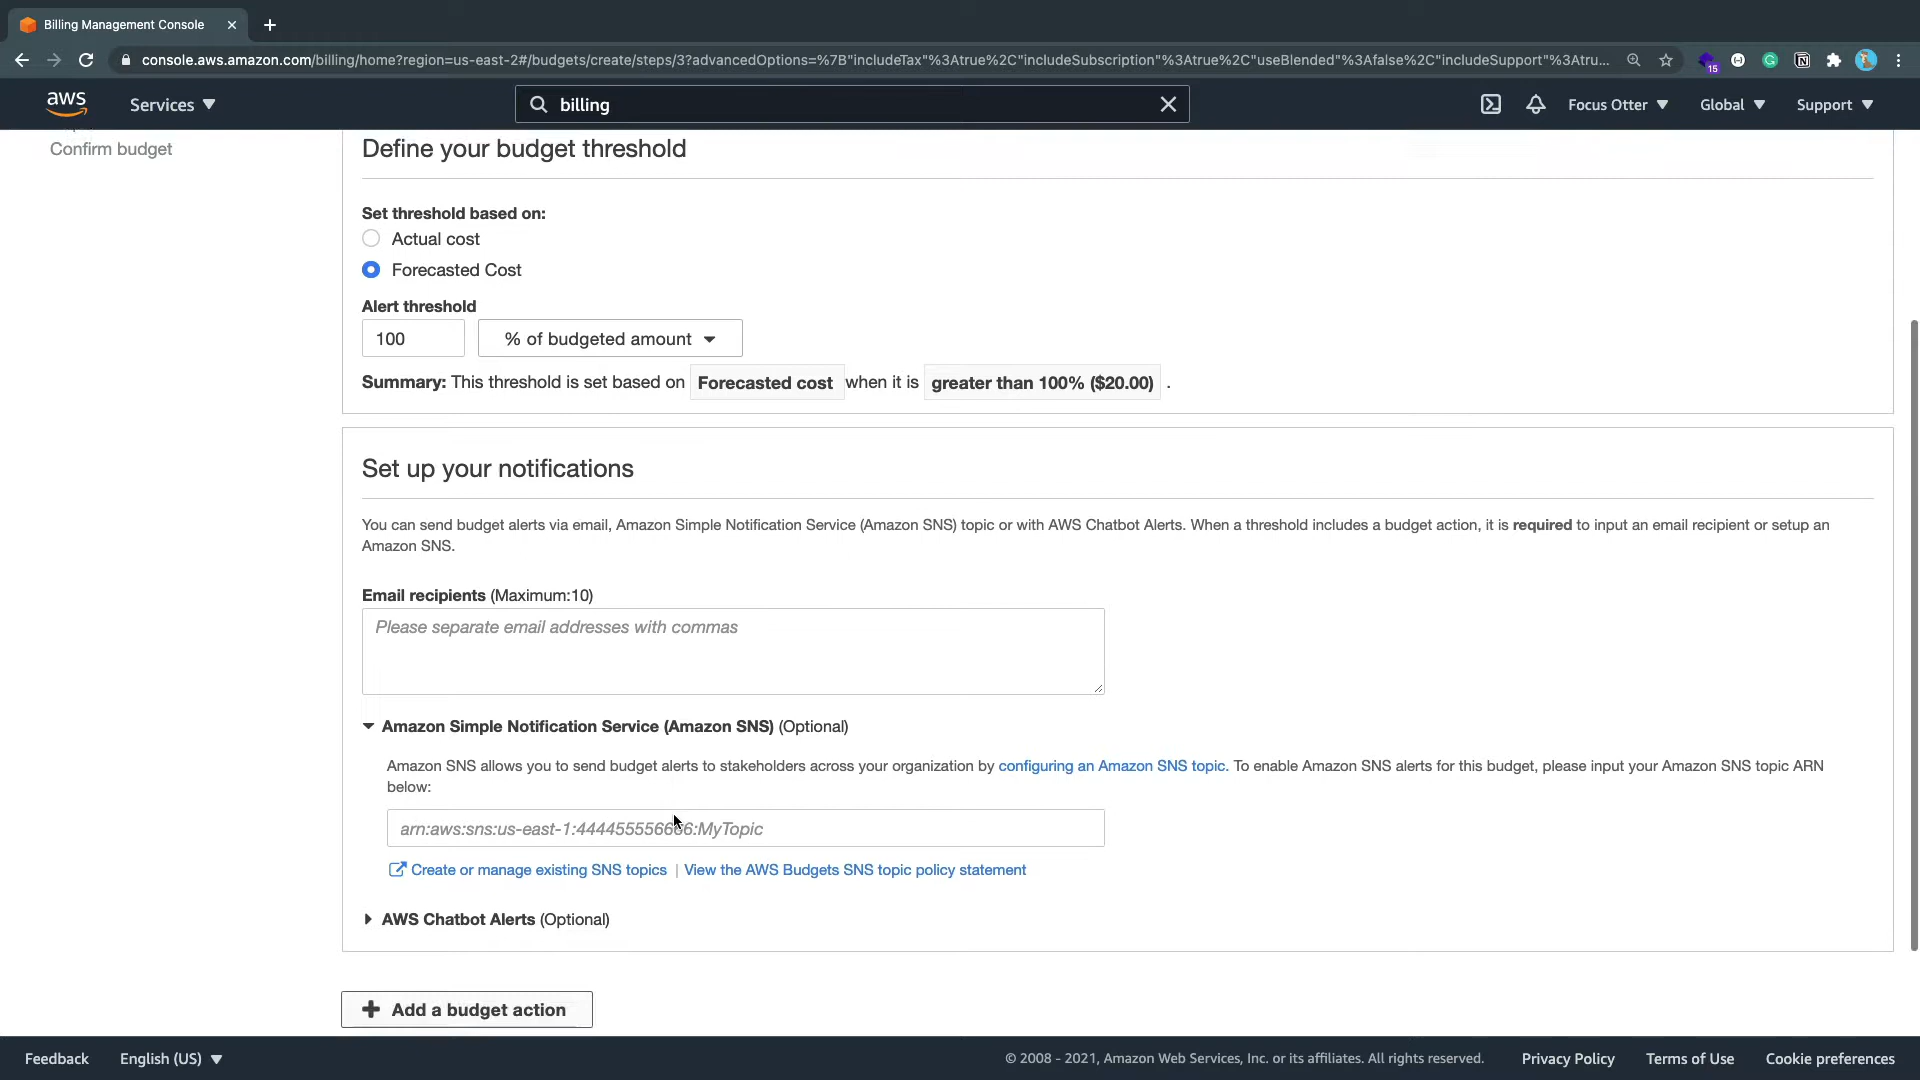 Billing Management Console
console.aws.amazon.com/billing/home?region=us-east-2#/budgets/create/steps/3?advancedOptions=%7B"includeTax"%3Atrue%2C"includeSubscription"%3Atrue%2C"useBlended"%3Afalse%2C"includeSupport"%3Atru...
15
aws
Services
billing
Focus Otter
Global
Support
Confirm budget
Define your budget threshold
Set threshold based on:
Actual cost
Forecasted Cost
Alert threshold
100
% of budgeted amount
Summary: This threshold is set based on Forecasted cost when it is greater than 100% ($20.00) .
Set up your notifications
You can send budget alerts via email, Amazon Simple Notification Service (Amazon SNS) topic or with AWS Chatbot Alerts. When a threshold includes a budget action, it is required to input an email recipient or setup an
Amazon SNS.
Email recipients (Maximum:10)
Please separate email addresses with commas
Amazon Simple Notification Service (Amazon SNS) (Optional)
Amazon SNS allows you to send budget alerts to stakeholders across your organization by configuring an Amazon SNS topic. To enable Amazon SNS alerts for this budget, please input your Amazon SNS topic ARN
below:
arn:aws:sns:us-east-1:444455556666:MyTopic
Create or manage existing SNS topics | View the AWS Budgets SNS topic policy statement
AWS Chatbot Alerts (Optional)
Add a budget action
Feedback
English (US)
© 2008 - 2021, Amazon Web Services, Inc. or its affiliates. All rights reserved.
Privacy Policy
Terms of Use
Cookie preferences